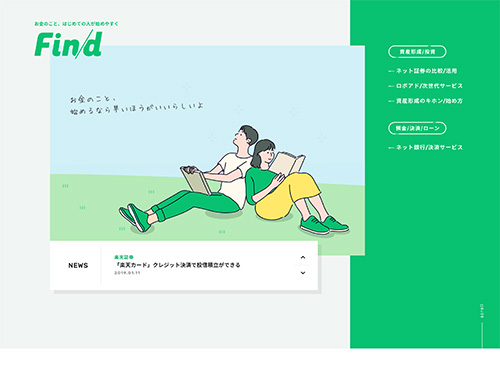 お金のこと、はじめての人が始めやすく
Find
お金のこと、
始めるなら早いほうがいいらしいよ
資産形成/投資
ネット証券の比較/活用
ロボアド/次世代サービス
資産形成のキホン/始め方
預金/決済/ローン
ネット銀行/決済サービス
NEWS
楽天証券
「楽天カード」クレジット決済で投信積立ができる
2019.01.11